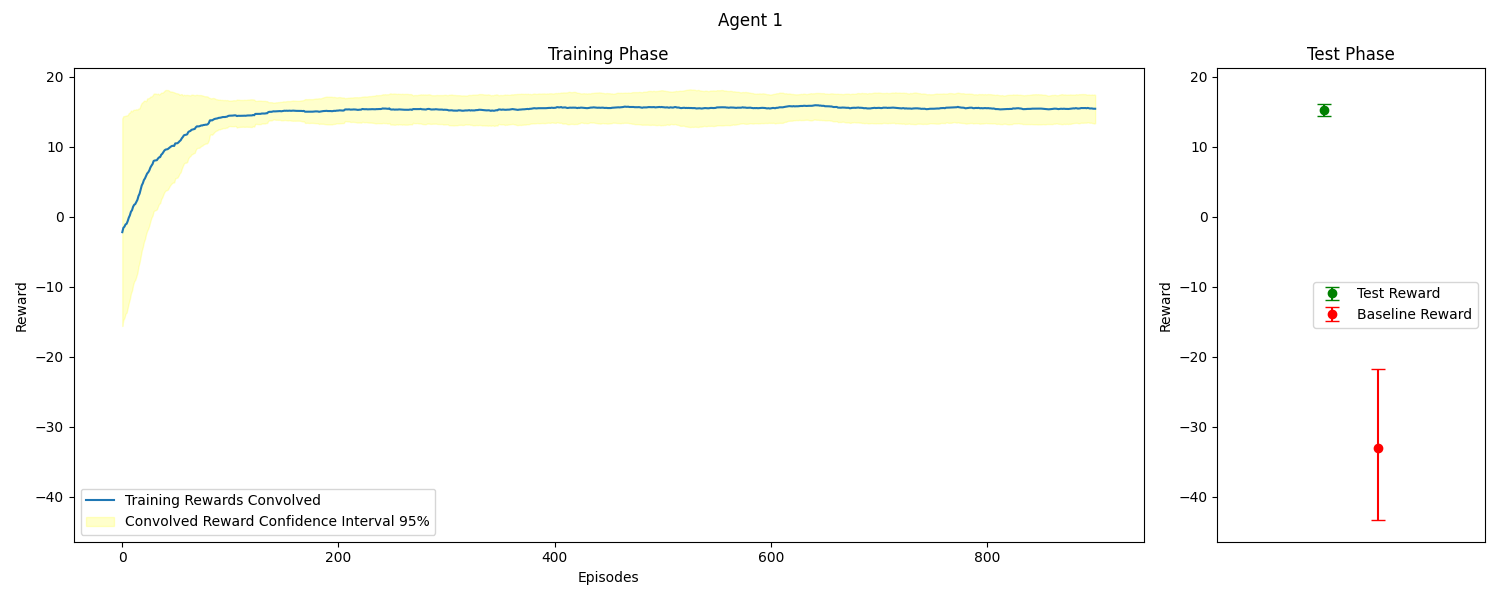 Agent 1
Training Phase
20
10
0
−10
−20
−30
−40
Reward
Training Rewards Convolved
Convolved Reward Confidence Interval 95%
0
200
400
600
800
Episodes
Test Phase
20
10
0
−10
−20
−30
−40
Reward
Test Reward
Baseline Reward